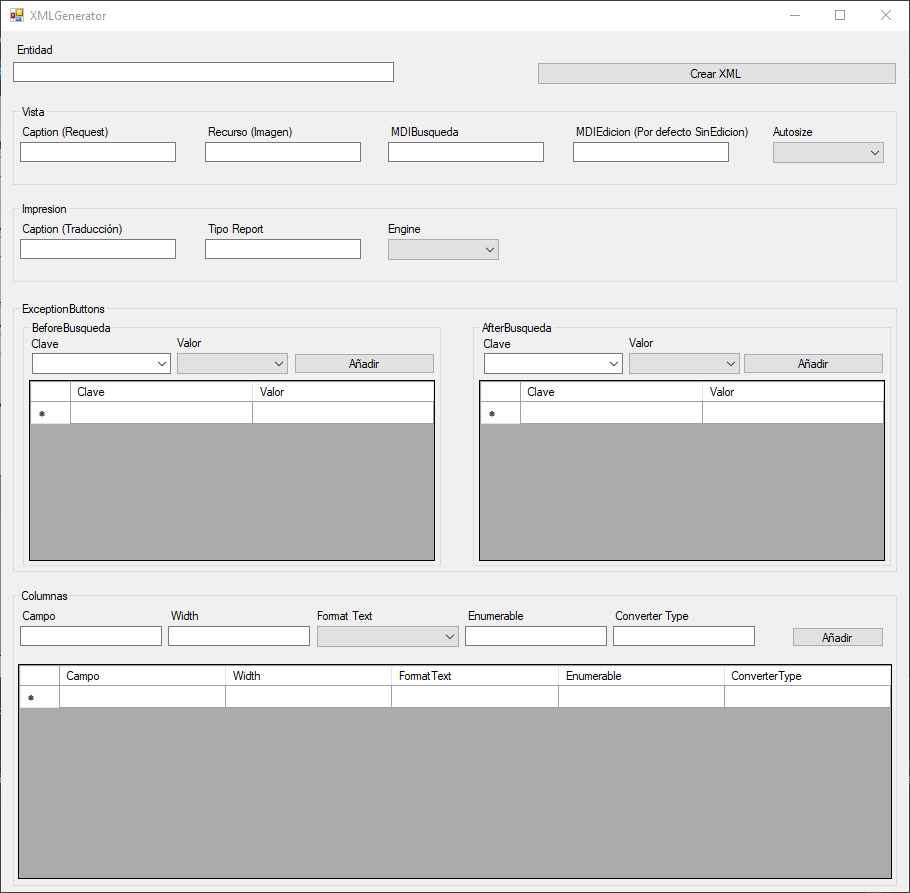 XMLGenerator
Entidad
Crear XML
Vista
Caption (Request) Recurso (Imagen) MDIBusqueda MDIEdicion (Por defecto SinEdicion) Autosize
Impresion
Caption (Traducción) Tipo Report Engine
ExceptionButtons
BeforeBusqueda
Clave Valor
Añadir
Clave Valor
*
AfterBusqueda
Clave Valor
Añadir
Clave Valor
*
Columnas
Campo Width Format Text Enumerable Converter Type
Añadir
Campo Width FormatText Enumerable ConverterType
*